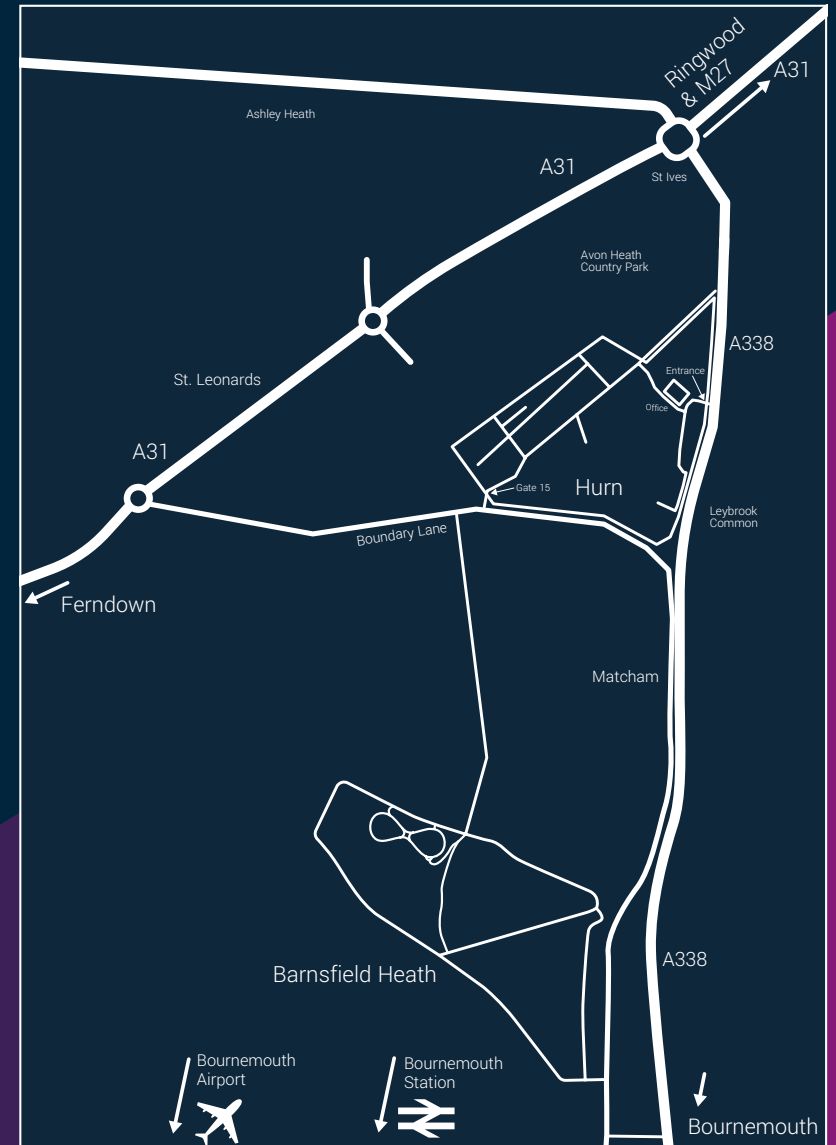 Ringwood
& M27
A31
Ashley Heath
A31
St Ives
Avon Heath
Country Park
A338
Entrance
St. Leonards
Office
A31
Gate 15
Hurn
Leybrook
Common
Boundary Lane
Ferndown
Matcham
A338
Barnsfield Heath
Bournemouth
Airport
Bournemouth
Station
Bournemouth